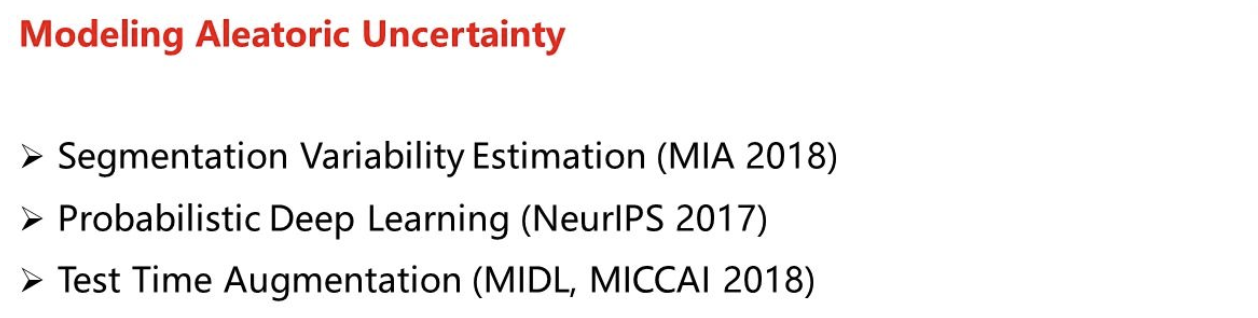 Modeling Aleatoric Uncertainty
➢ Segmentation Variability Estimation (MIA 2018)
➢ Probabilistic Deep Learning (NeurIPS 2017)
➢ Test Time Augmentation (MIDL, MICCAI 2018)